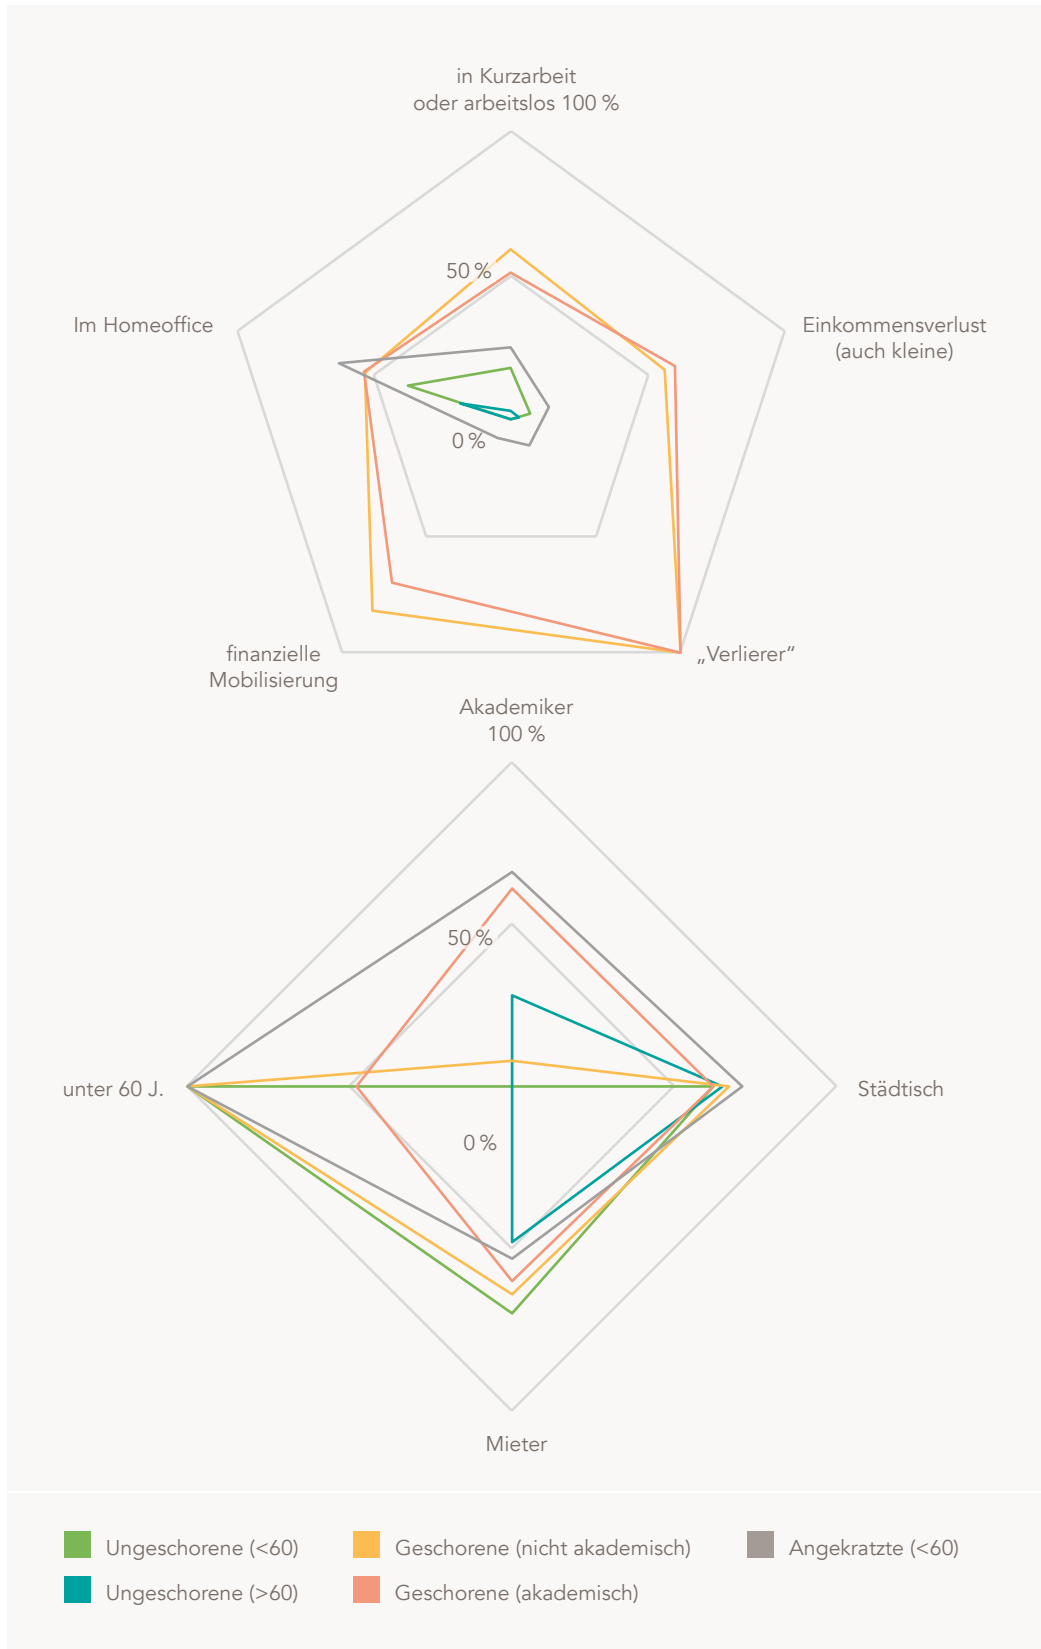 in Kurzarbeit
oder arbeitslos 100 %
50 %
Im Homeoffice
Einkommensverlust
(auch kleine)
0 %
finanzielle
Mobilisierung
„Verlierer“
Akademiker
100 %
50 %
unter 60 J.
Städtisch
0 %
Mieter
Ungeschorene (<60)
Geschorene (nicht akademisch)
Angekratzte (<60)
Ungeschorene (>60)
Geschorene (akademisch)